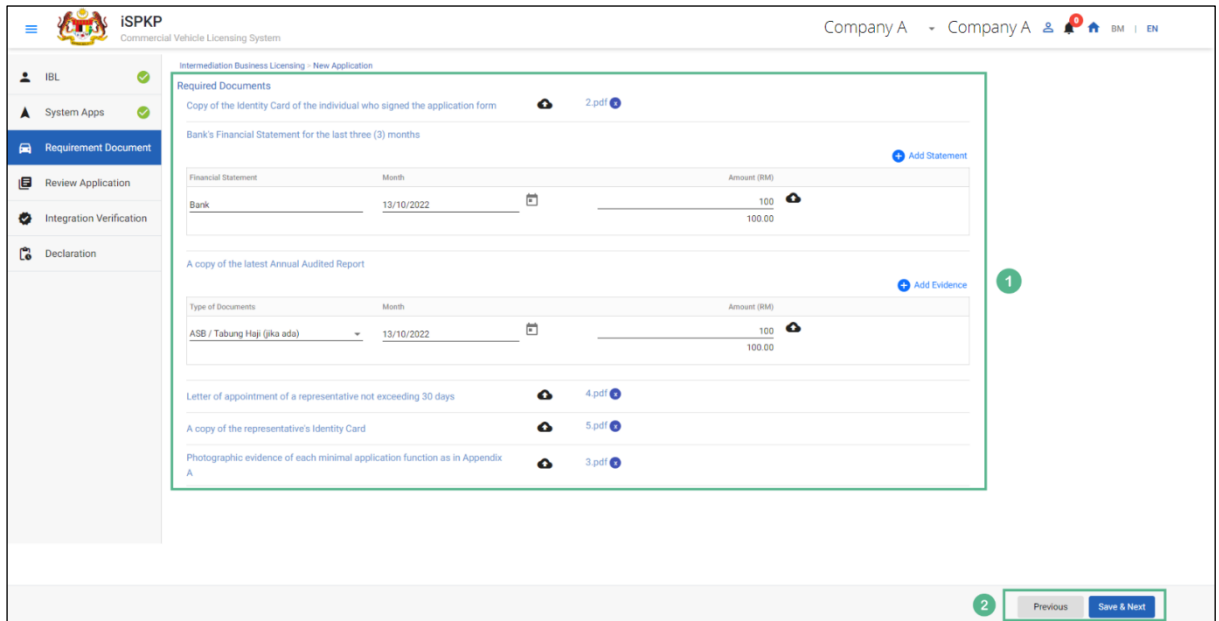 iSPKP
Commercial Vehicle Licensing System
Company A Company A 0 BM | EN
IBL
System Apps
Requirement Document
Review Application
Integration Verification
Declaration
Intermediation Business Licensing - New Application
Required Documents
Copy of the Identity Card of the individual who signed the application form 2.pdf x
Bank's Financial Statement for the last three (3) months
+ Add Statement
Financial Statement Month Amount (RM)
Bank 13/10/2022 100
100.00
A copy of the latest Annual Audited Report
+ Add Evidence
Type of Documents Month Amount (RM)
ASB / Tabung Haji (jika ada) 13/10/2022 100
100.00
Letter of appointment of a representative not exceeding 30 days 4.pdf x
A copy of the representative's Identity Card 5.pdf x
Photographic evidence of each minimal application function as in Appendix 3.pdf x
A
1
2 Previous Save & Next